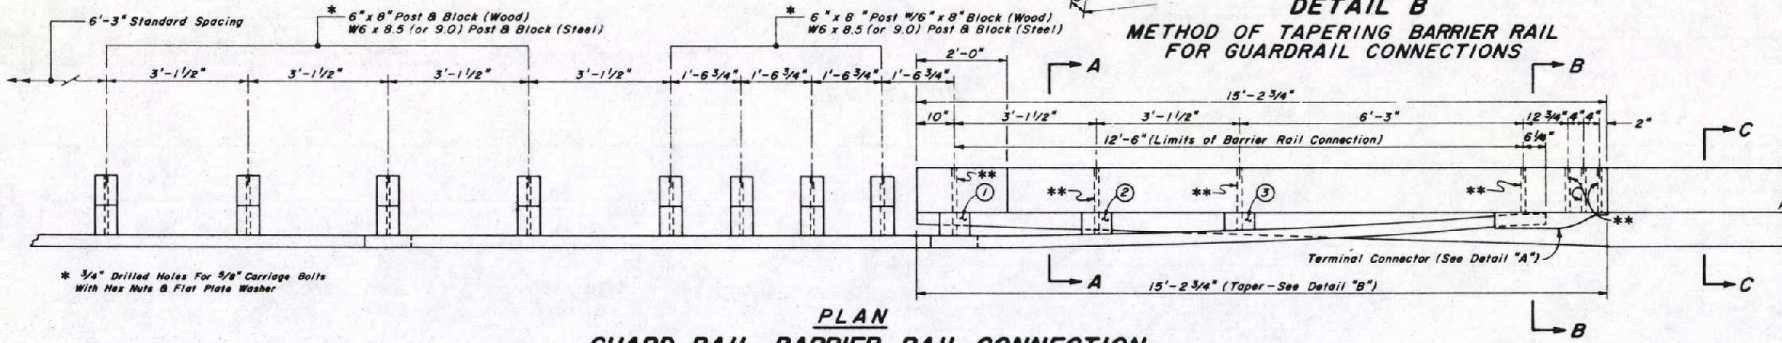 DETAIL B
METHOD OF TAPERING BARRIER RAIL
FOR GUARDRAIL CONNECTIONS
6'-3" Standard Spacing
*
6" x 8" Post & Block (Wood)
W6 x 8.5 (or 9.0) Post & Block (Steel)
*
6" x 8" Post W/6" x 8" Block (Wood)
W6 x 8.5 (or 9.0) Post & Block (Steel)
3'-1 1/2" 3'-1 1/2" 3'-1 1/2" 3'-1 1/2" 1'-6 3/4" 1'-6 3/4" 1'-6 3/4" 1'-6 3/4"
2'-0"
A
B
15'-2 3/4"
10" 3'-1 1/2" 3'-1 1/2" 6'-3" 12 3/4" 4" 4" 2"
C
12'-6" (Limits of Barrier Rail Connection)
6 1/4"
** 1
** 2
** 3
**
**
Terminal Connector (See Detail "A")
* 3/4" Drilled Holes For 5/8" Carriage Bolts
With Hex Nuts & Flat Plate Washer
A
15'-2 3/4" (Taper-See Detail "B")
C
B
PLAN
GUARD RAIL BARRIER RAIL CONNECTION